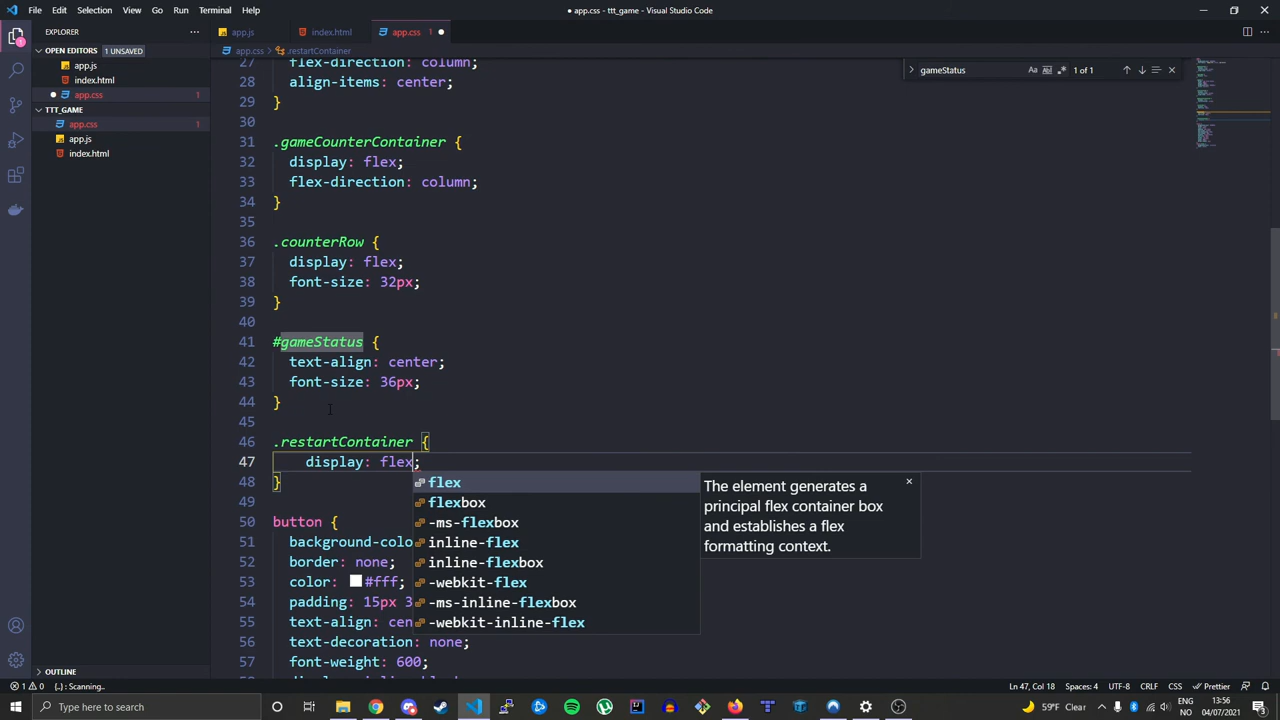 File Edit Selection View Go Run Terminal Help
● app.css - ttt_game - Visual Studio Code
EXPLORER ···
OPEN EDITORS 1 UNSAVED
app.js
index.html
● app.css 1
TTT_GAME
app.css 1
app.js
index.html
OUTLINE
app.js index.html app.css 1 ●
app.css > .restartContainer
gameStatus Aa ab .* 1 of 1
27 flex-direction: column;
28 align-items: center;
29 }
30
31 .gameCounterContainer {
32 display: flex;
33 flex-direction: column;
34 }
35
36 .counterRow {
37 display: flex;
38 font-size: 32px;
39 }
40
41 #gameStatus {
42 text-align: center;
43 font-size: 36px;
44 }
45
46 .restartContainer {
47 display: flex;
48 }
49
50 button {
51 background-colo
52 border: none;
53 color: #fff;
54 padding: 15px 3
55 text-align: cen
56 text-decoration: none;
57 font-weight: 600;
flex
flexbox
-ms-flexbox
inline-flex
inline-flexbox
-webkit-flex
-ms-inline-flexbox
-webkit-inline-flex
The element generates a
principal flex container box
and establishes a flex
formatting context.
1 0 {.} : Scanning..
Ln 47, Col 18 Spaces: 4 UTF-8 CRLF CSS Prettier
Type here to search
59°F Clear ENG 13:56
NO 04/07/2021